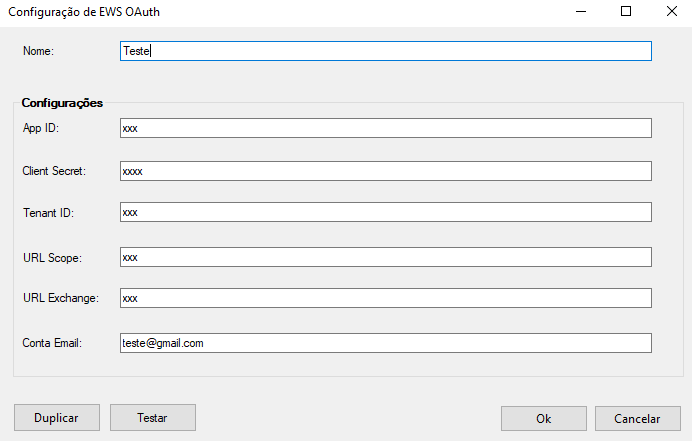 Configuração de EWS OAuth
Nome: Teste
Configurações
App ID: xxx
Client Secret: xxxx
Tenant ID: xxx
URL Scope: xxx
URL Exchange: xxx
Conta Email: teste@gmail.com
Duplicar Testar Ok Cancelar